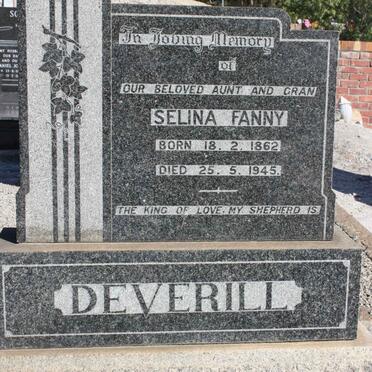 In Loving Memory
of
OUR BELOVED AUNT AND GRAN
SELINA FANNY
BORN 18. 2. 1862
DIED 25. 5. 1945.
THE KING OF LOVE, MY SHEPHERD IS
DEVERILL